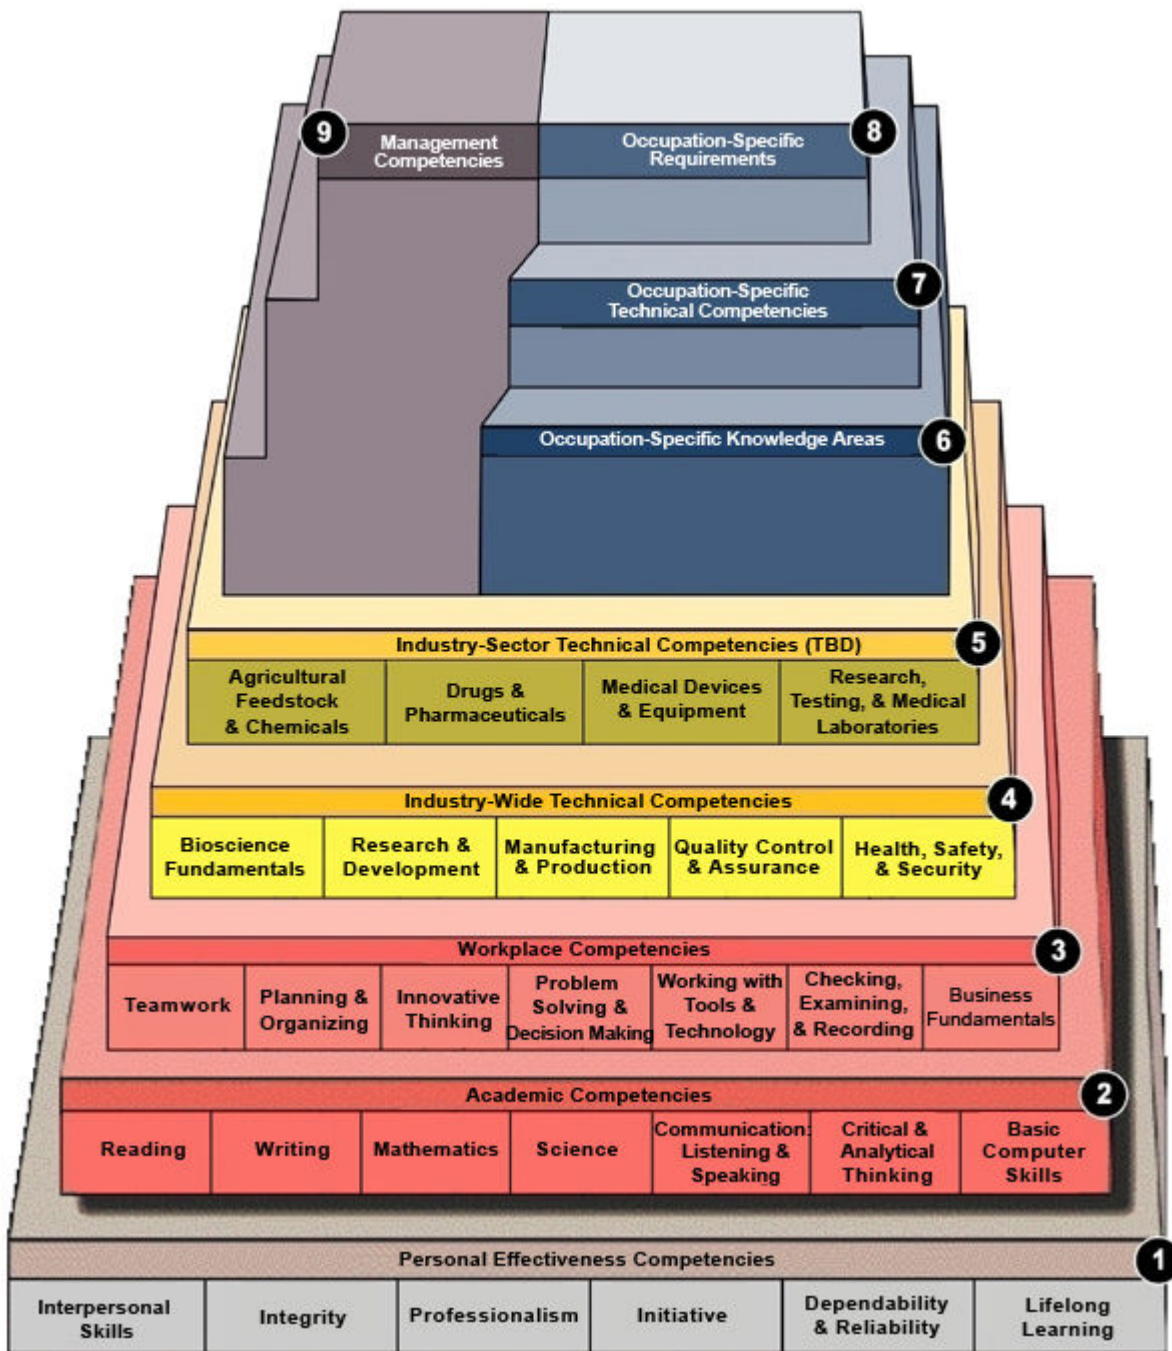 9
Management
Competencies
Occupation-Specific
Requirements
8
Occupation-Specific
Technical Competencies
7
Occupation-Specific Knowledge Areas
6
Industry-Sector Technical Competencies (TBD)
5
Agricultural
Feedstock
& Chemicals
Drugs &
Pharmaceuticals
Medical Devices
& Equipment
Research,
Testing, & Medical
Laboratories
Industry-Wide Technical Competencies
4
Bioscience
Fundamentals
Research &
Development
Manufacturing
& Production
Quality Control
& Assurance
Health, Safety,
& Security
Workplace Competencies
3
Teamwork
Planning &
Organizing
Innovative
Thinking
Problem
Solving &
Decision Making
Working with
Tools &
Technology
Checking,
Examining,
& Recording
Business
Fundamentals
Academic Competencies
2
Reading
Writing
Mathematics
Science
Communication:
Listening &
Speaking
Critical &
Analytical
Thinking
Basic
Computer
Skills
Personal Effectiveness Competencies
1
Interpersonal
Skills
Integrity
Professionalism
Initiative
Dependability
& Reliability
Lifelong
Learning